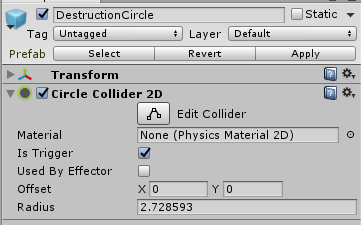 DestructionCircle Static
Tag Untagged Layer Default
Prefab Select Revert Apply
Transform
Circle Collider 2D
Edit Collider
Material None (Physics Material 2D)
Is Trigger
Used By Effector
Offset X 0 Y 0
Radius 2.728593